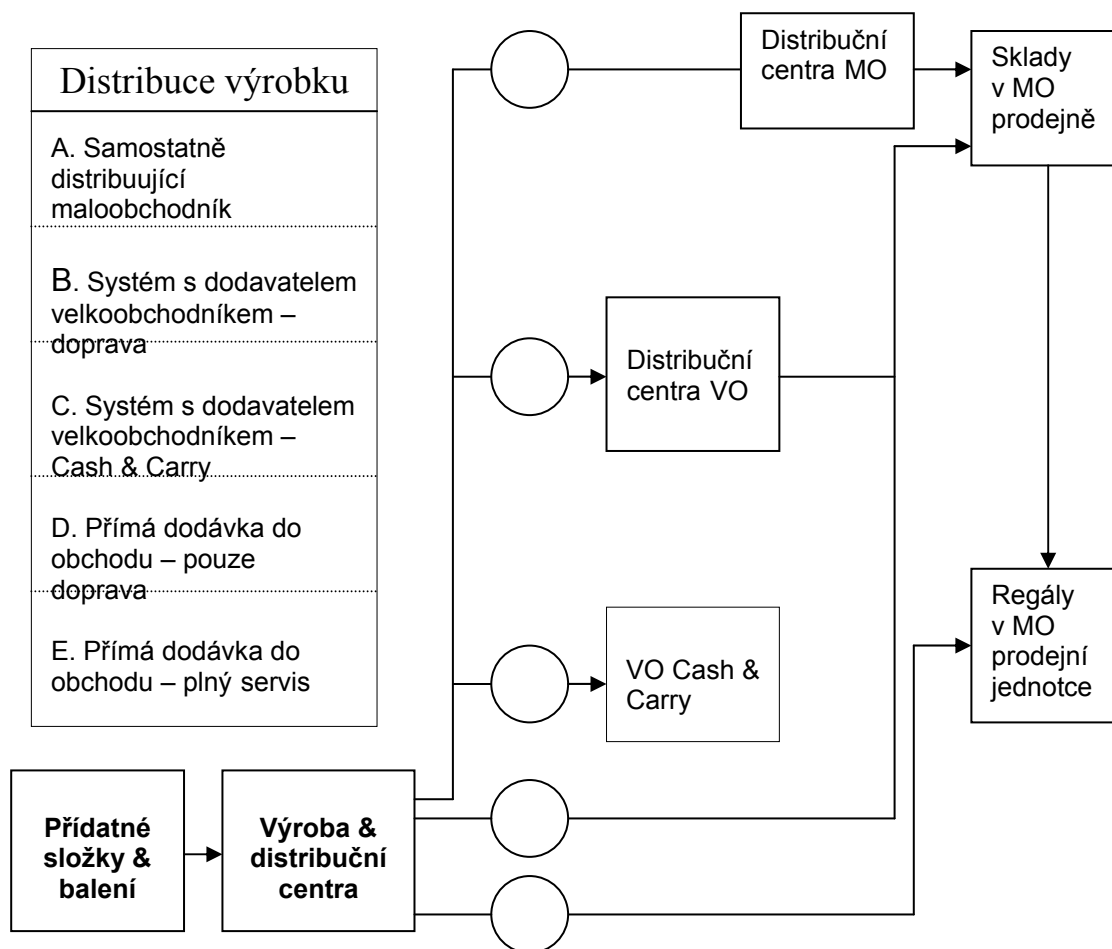 Distribuce výrobku
A. Samostatně
distribuující
maloobchodník
B. Systém s dodavatelem
velkoobchodníkem –
doprava
C. Systém s dodavatelem
velkoobchodníkem –
Cash & Carry
D. Přímá dodávka do
obchodu – pouze
doprava
E. Přímá dodávka do
obchodu – plný servis
Distribuční
centra MO
Sklady
v MO
prodejně
Distribuční
centra VO
VO Cash &
Carry
Regály
v MO
prodejní
jednotce
Přídatné
složky &
balení
Výroba &
distribuční
centra